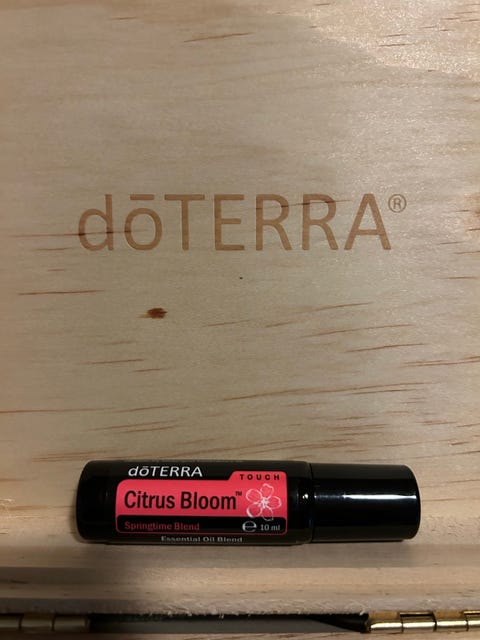 dōTERRA®
dōTERRA
TOUCH
Citrus Bloom™
Springtime Blend
℮ 10 ml
Essential Oil Blend